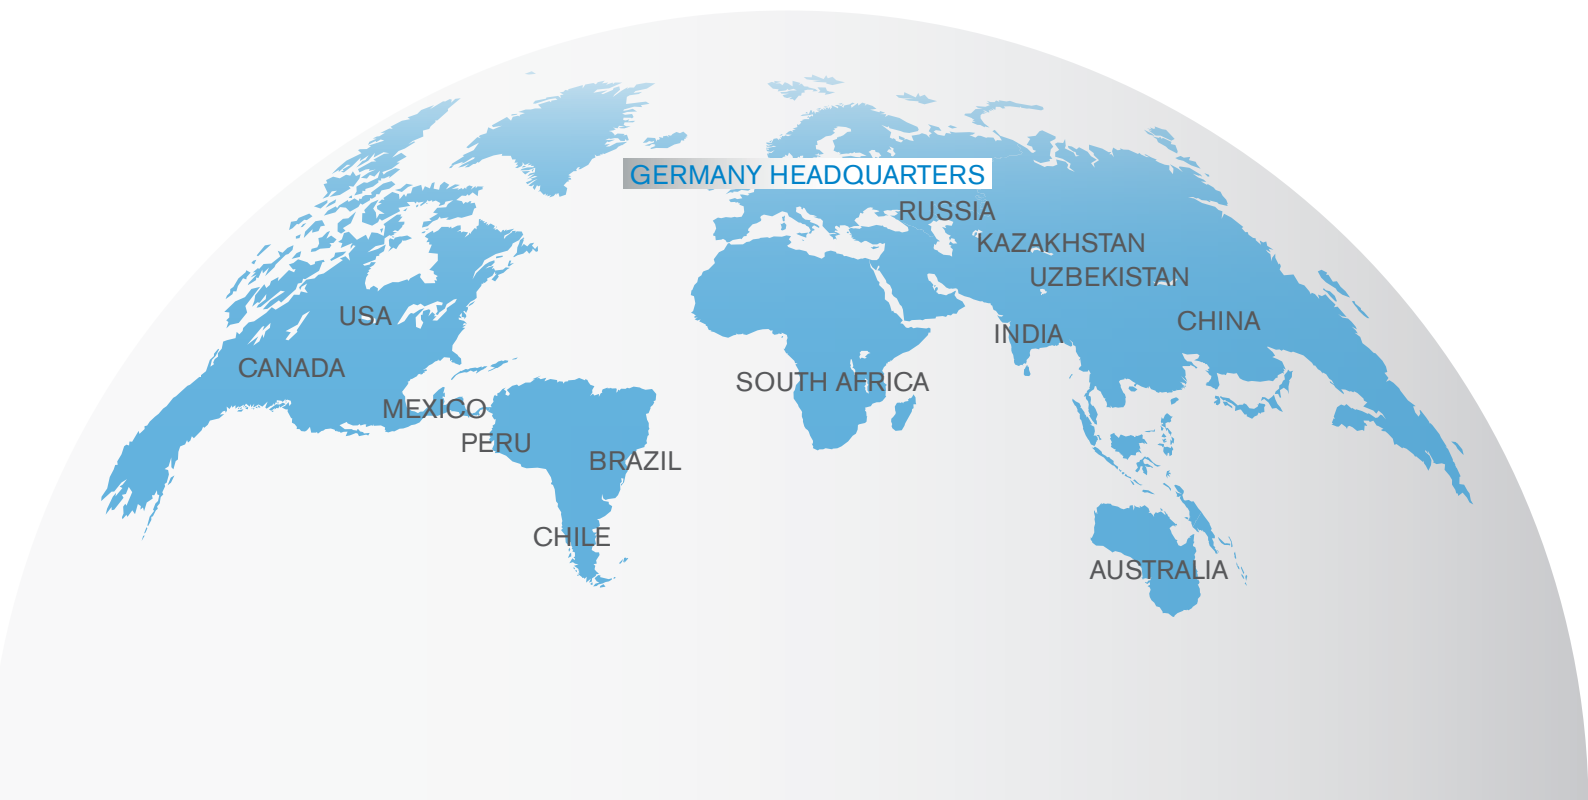 GERMANY HEADQUARTERS
RUSSIA
KAZAKHSTAN
UZBEKISTAN
USA
CHINA
INDIA
CANADA
SOUTH AFRICA
MEXICO
PERU
BRAZIL
CHILE
AUSTRALIA